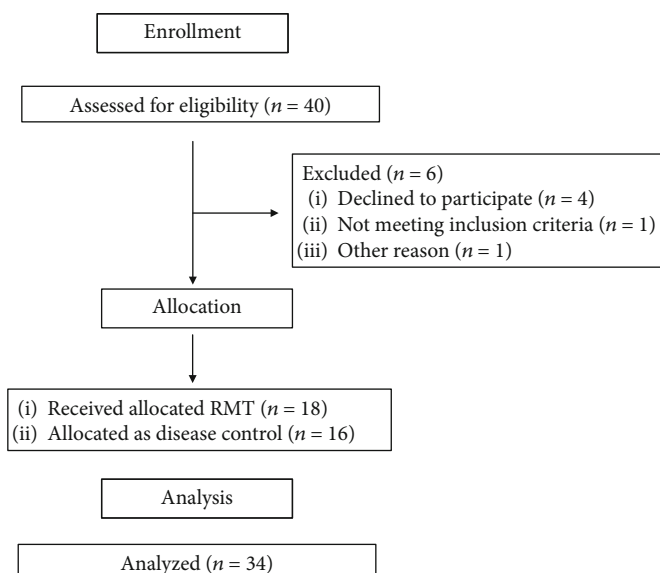 Enrollment
Assessed for eligibility (n = 40)
Excluded (n = 6)
(i) Declined to participate (n = 4)
(ii) Not meeting inclusion criteria (n = 1)
(iii) Other reason (n = 1)
Allocation
(i) Received allocated RMT (n = 18)
(ii) Allocated as disease control (n = 16)
Analysis
Analyzed (n = 34)